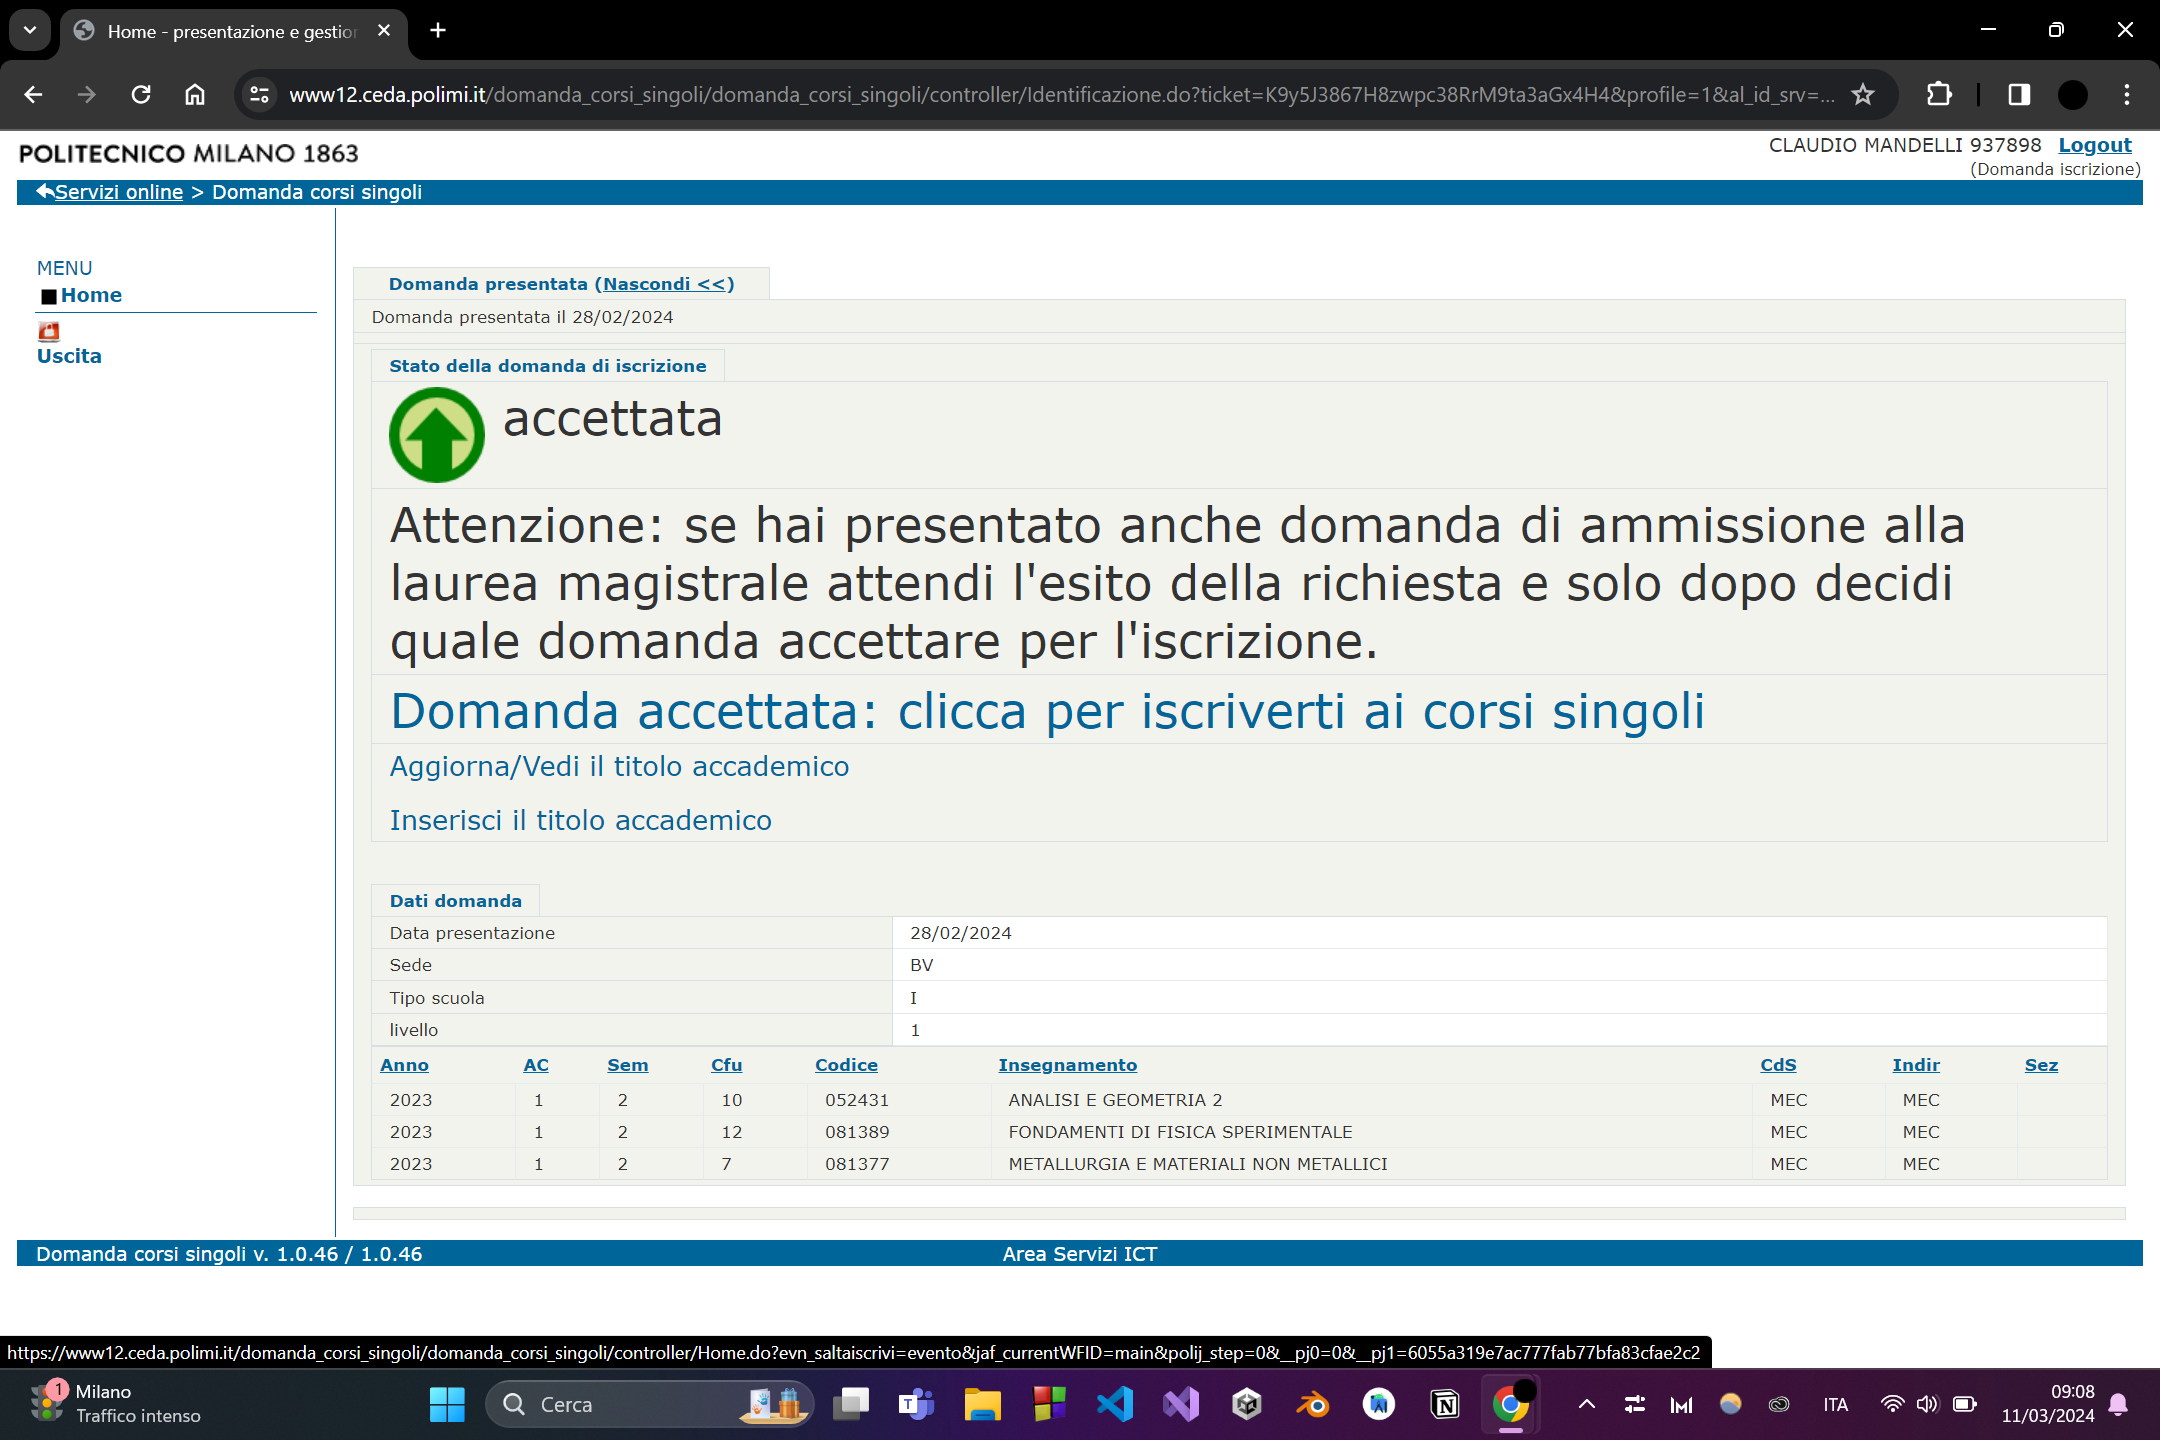 Home - presentazione e gestion
www12.ceda.polimi.it/domanda_corsi_singoli/domanda_corsi_singoli/controller/Identificazione.do?ticket=K9y5J3867H8zwpc38RrM9ta3aGx4H4&profile=1&al_id_srv=...
POLITECNICO MILANO 1863
CLAUDIO MANDELLI 937898 Logout
(Domanda iscrizione)
Servizi online > Domanda corsi singoli
MENU
Home
Uscita
Domanda presentata (Nascondi <<)
Domanda presentata il 28/02/2024
Stato della domanda di iscrizione
accettata
Attenzione: se hai presentato anche domanda di ammissione alla
laurea magistrale attendi l'esito della richiesta e solo dopo decidi
quale domanda accettare per l'iscrizione.
Domanda accettata: clicca per iscriverti ai corsi singoli
Aggiorna/Vedi il titolo accademico
Inserisci il titolo accademico
Dati domanda
Data presentazione 28/02/2024
Sede BV
Tipo scuola I
livello 1
Anno AC Sem Cfu Codice Insegnamento CdS Indir Sez
2023 1 2 10 052431 ANALISI E GEOMETRIA 2 MEC MEC
2023 1 2 12 081389 FONDAMENTI DI FISICA SPERIMENTALE MEC MEC
2023 1 2 7 081377 METALLURGIA E MATERIALI NON METALLICI MEC MEC
Domanda corsi singoli v. 1.0.46 / 1.0.46 Area Servizi ICT
https://www12.ceda.polimi.it/domanda_corsi_singoli/domanda_corsi_singoli/controller/Home.do?evn_saltaiscrivi=evento&jaf_currentWFID=main&polij_step=0&__pj0=0&__pj1=6055a319e7ac777fab77bfa83cfae2c2
1 Milano
Traffico intenso
Cerca
ITA
09:08
11/03/2024